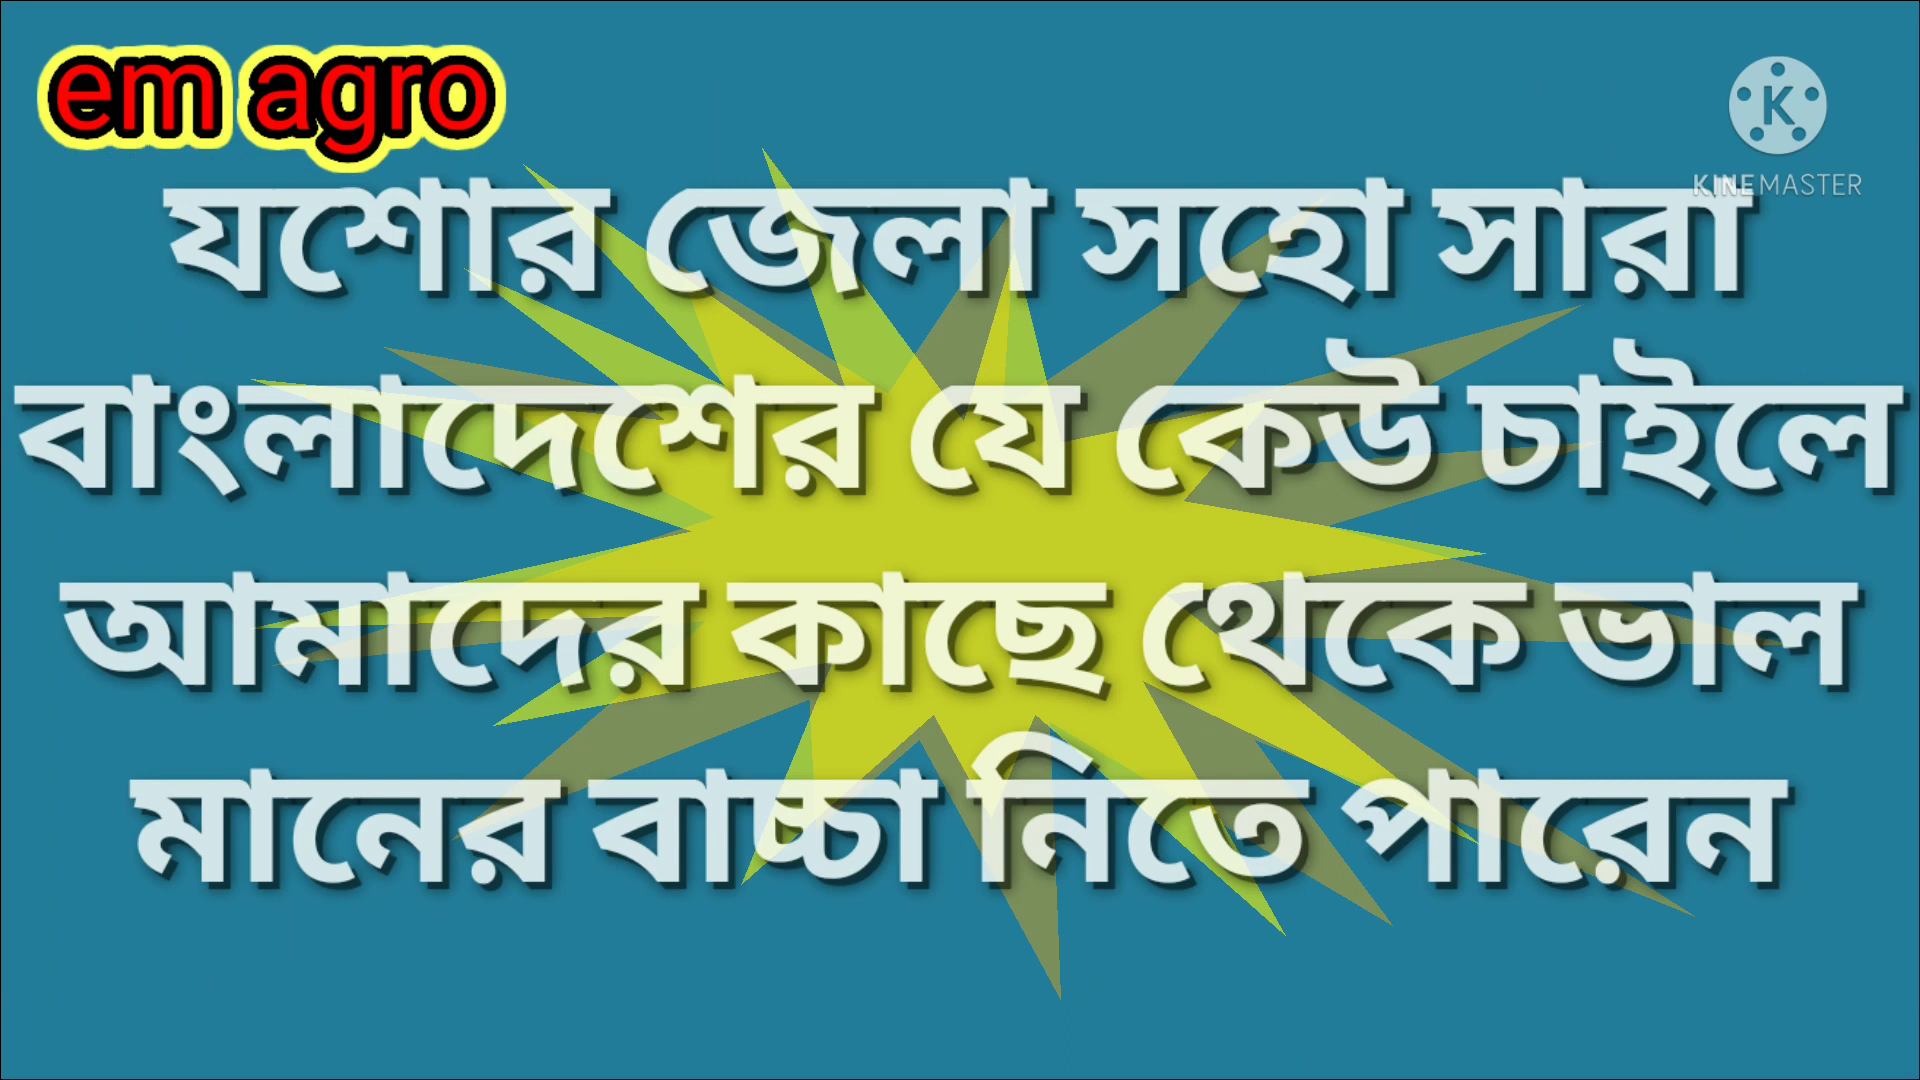 em agro
KINEMASTER
যশোর জেলা সহো সারা
বাংলাদেশের যে কেউ চাইলে
আমাদের কাছে থেকে ভাল
মানের বাচ্চা নিতে পারেন